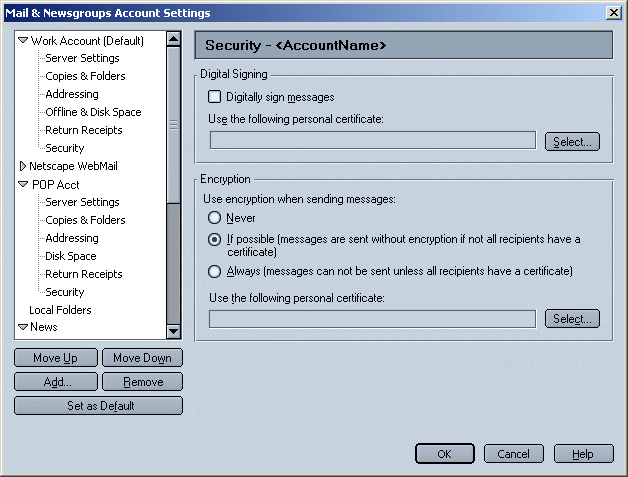 Mail & Newsgroups Account Settings
Work Account (Default)
Server Settings
Copies & Folders
Addressing
Offline & Disk Space
Return Receipts
Security
Netscape WebMail
POP Acct
Server Settings
Copies & Folders
Addressing
Disk Space
Return Receipts
Security
Local Folders
News
Move Up
Move Down
Add...
Remove
Set as Default
Security - <AccountName>
Digital Signing
Digitally sign messages
Use the following personal certificate:
Select...
Encryption
Use encryption when sending messages:
Never
If possible (messages are sent without encryption if not all recipients have a
certificate)
Always (messages can not be sent unless all recipients have a certificate)
Use the following personal certificate:
Select...
OK
Cancel
Help